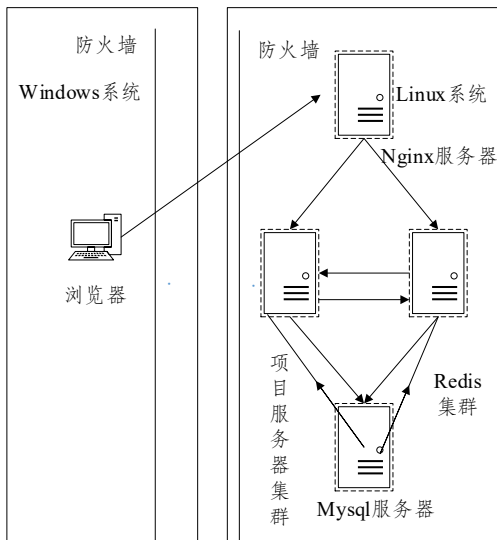 防火墙
Windows系统
浏览器
防火墙
Linux系统
Nginx服务器
项目服务器集群
Redis
集群
Mysql服务器